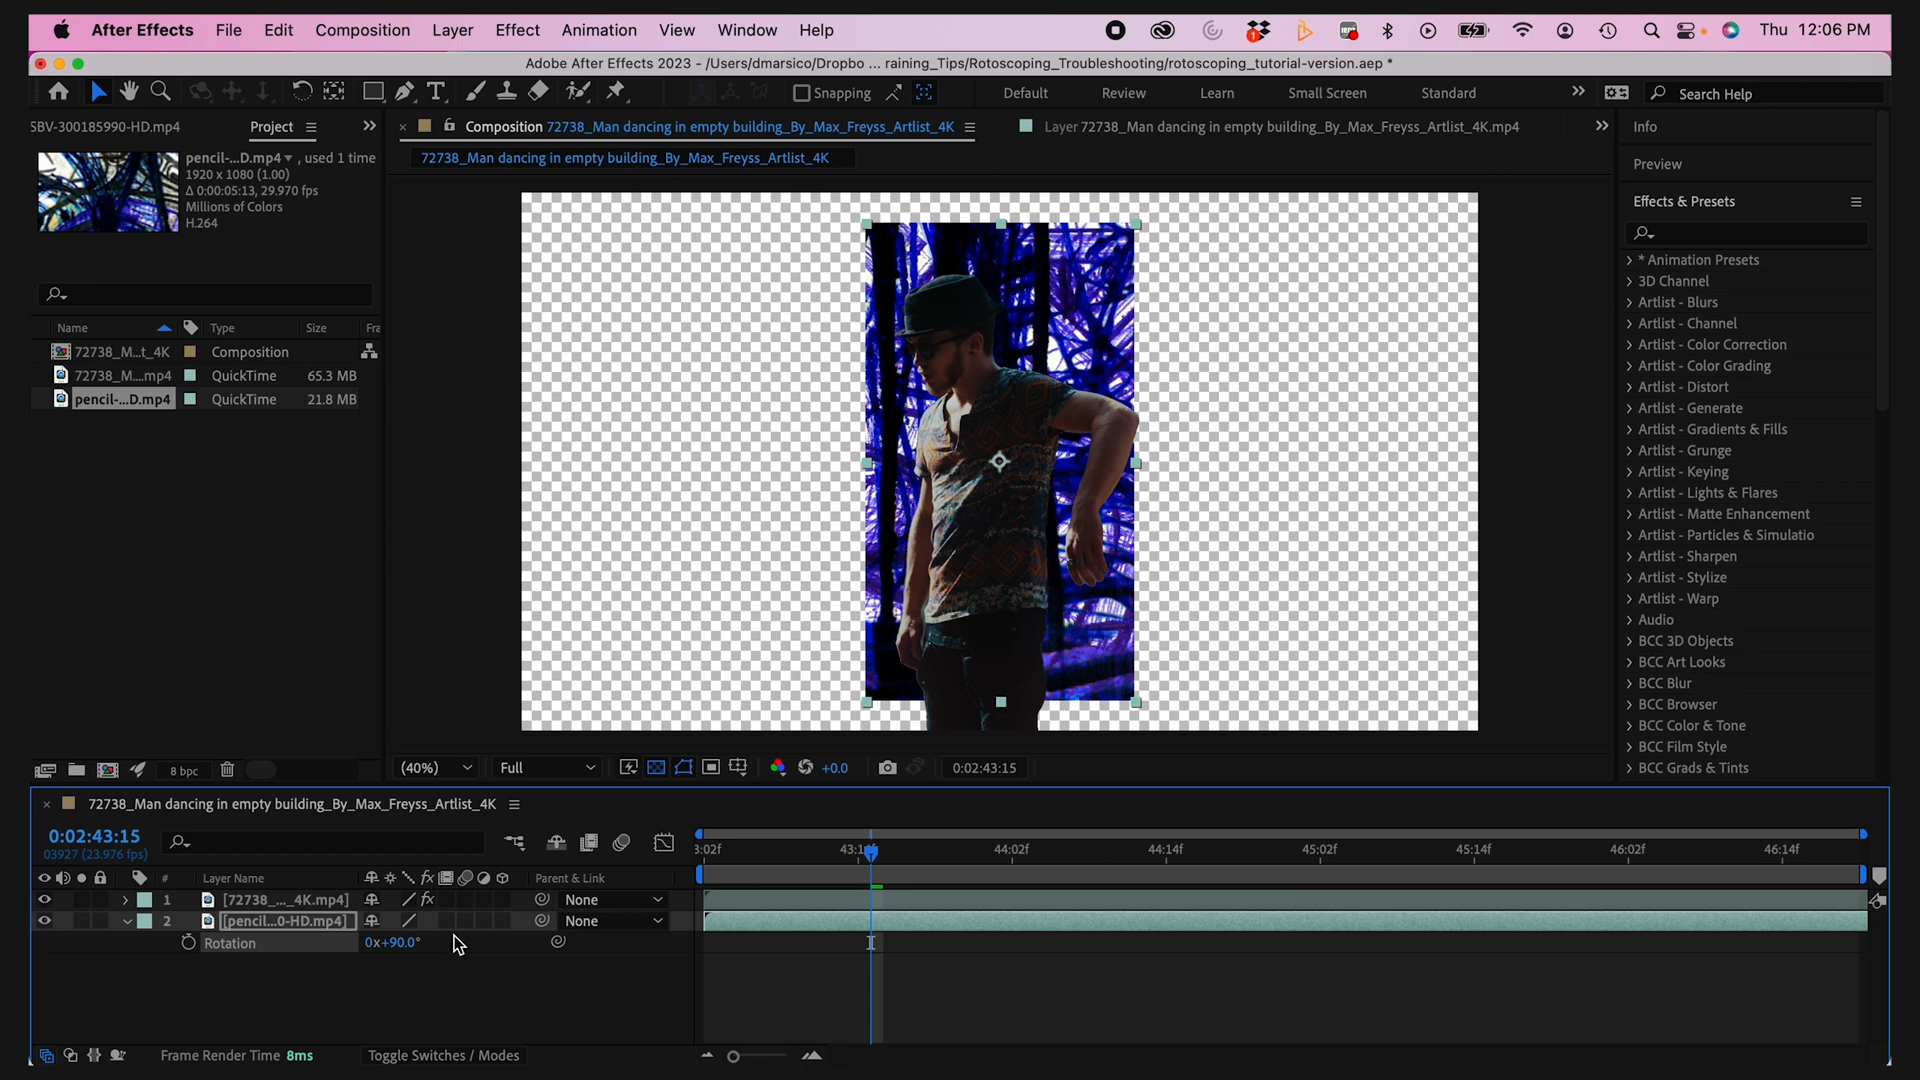 After Effects File Edit Composition Layer Effect Animation View Window Help Thu 12:06 PM
Adobe After Effects 2023 - /Users/dmarsico/Dropbo ... raining_Tips/Rotoscoping_Troubleshooting/rotoscoping_tutorial-version.aep *
Snapping Default Review Learn Small Screen Standard Search Help
SBV-300185990-HD.mp4 Project
Composition 72738_Man dancing in empty building_By_Max_Freyss_Artlist_4K
Layer 72738_Man dancing in empty building_By_Max_Freyss_Artlist_4K.mp4
72738_Man dancing in empty building_By_Max_Freyss_Artlist_4K
pencil-...D.mp4 , used 1 time
1920 x 1080 (1.00)
Δ 0:00:05:13, 29.970 fps
Millions of Colors
H.264
Name Type Size Fra
72738_M...t_4K Composition
72738_M....mp4 QuickTime 65.3 MB
pencil-...D.mp4 QuickTime 21.8 MB
8 bpc
(40%) Full +0.0 0:02:43:15
Info
Preview
Effects & Presets
* Animation Presets
3D Channel
Artlist - Blurs
Artlist - Channel
Artlist - Color Correction
Artlist - Color Grading
Artlist - Distort
Artlist - Generate
Artlist - Gradients & Fills
Artlist - Grunge
Artlist - Keying
Artlist - Lights & Flares
Artlist - Matte Enhancement
Artlist - Particles & Simulatio
Artlist - Sharpen
Artlist - Stylize
Artlist - Warp
Audio
BCC 3D Objects
BCC Art Looks
BCC Blur
BCC Browser
BCC Color & Tone
BCC Film Style
BCC Grads & Tints
72738_Man dancing in empty building_By_Max_Freyss_Artlist_4K
0:02:43:15
03927 (23.976 fps)
3:02f 43:14f 44:02f 44:14f 45:02f 45:14f 46:02f 46:14f
# Layer Name fx Parent & Link
1 [72738_..._4K.mp4] fx None
2 [pencil...0-HD.mp4] None
Rotation 0x+90.0°
Frame Render Time 8ms Toggle Switches / Modes